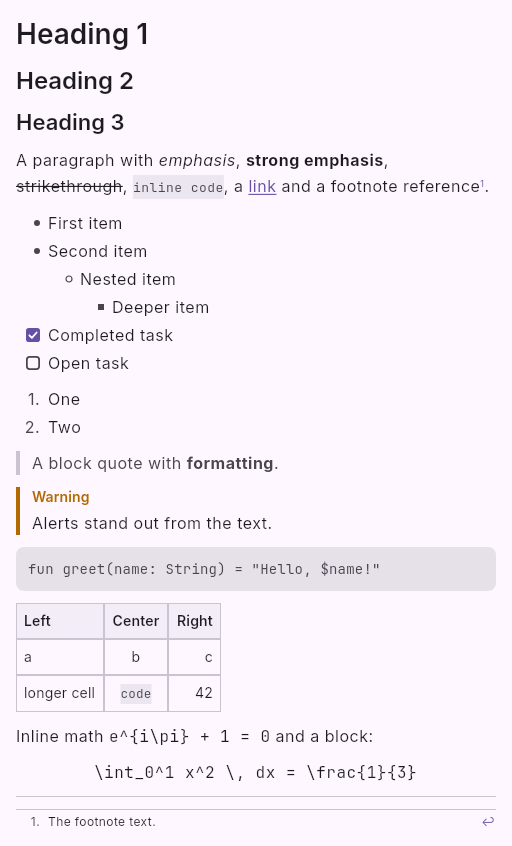 Heading 1
Heading 2
Heading 3
A paragraph with emphasis, strong emphasis,
strikethrough, inline code, a link and a footnote reference1.
First item
Second item
Nested item
Deeper item
Completed task
Open task
1. One
2. Two
A block quote with formatting.
Warning
Alerts stand out from the text.
fun greet(name: String) = "Hello, $name!"
Left Center Right
a b c
longer cell code 42
Inline math e^{i\pi} + 1 = 0 and a block:
\int_0^1 x^2 \, dx = \frac{1}{3}
1. The footnote text. ↩